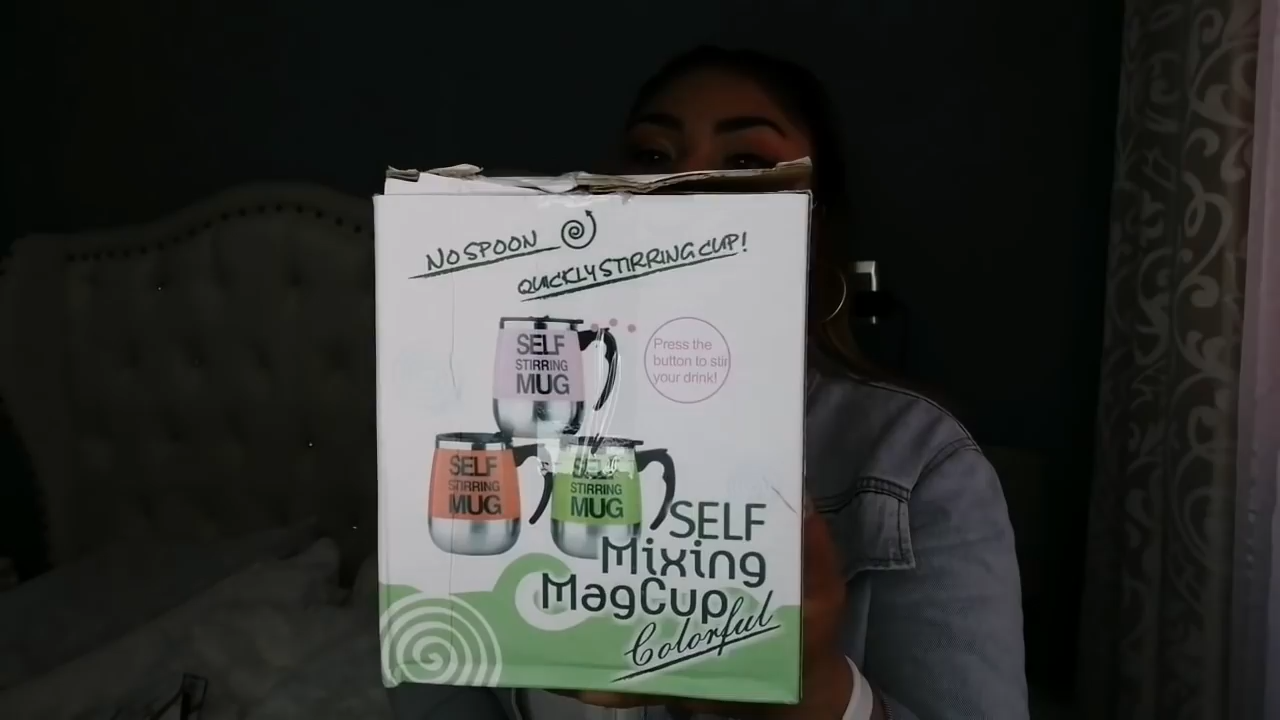 NO SPOON
QUICKLY STIRRING CUP!
SELF
STIRRING
MUG
Press the
button to stir
your drink!
SELF
STIRRING
MUG
SELF
STIRRING
MUG
SELF
Mixing
MagCup
Colorful